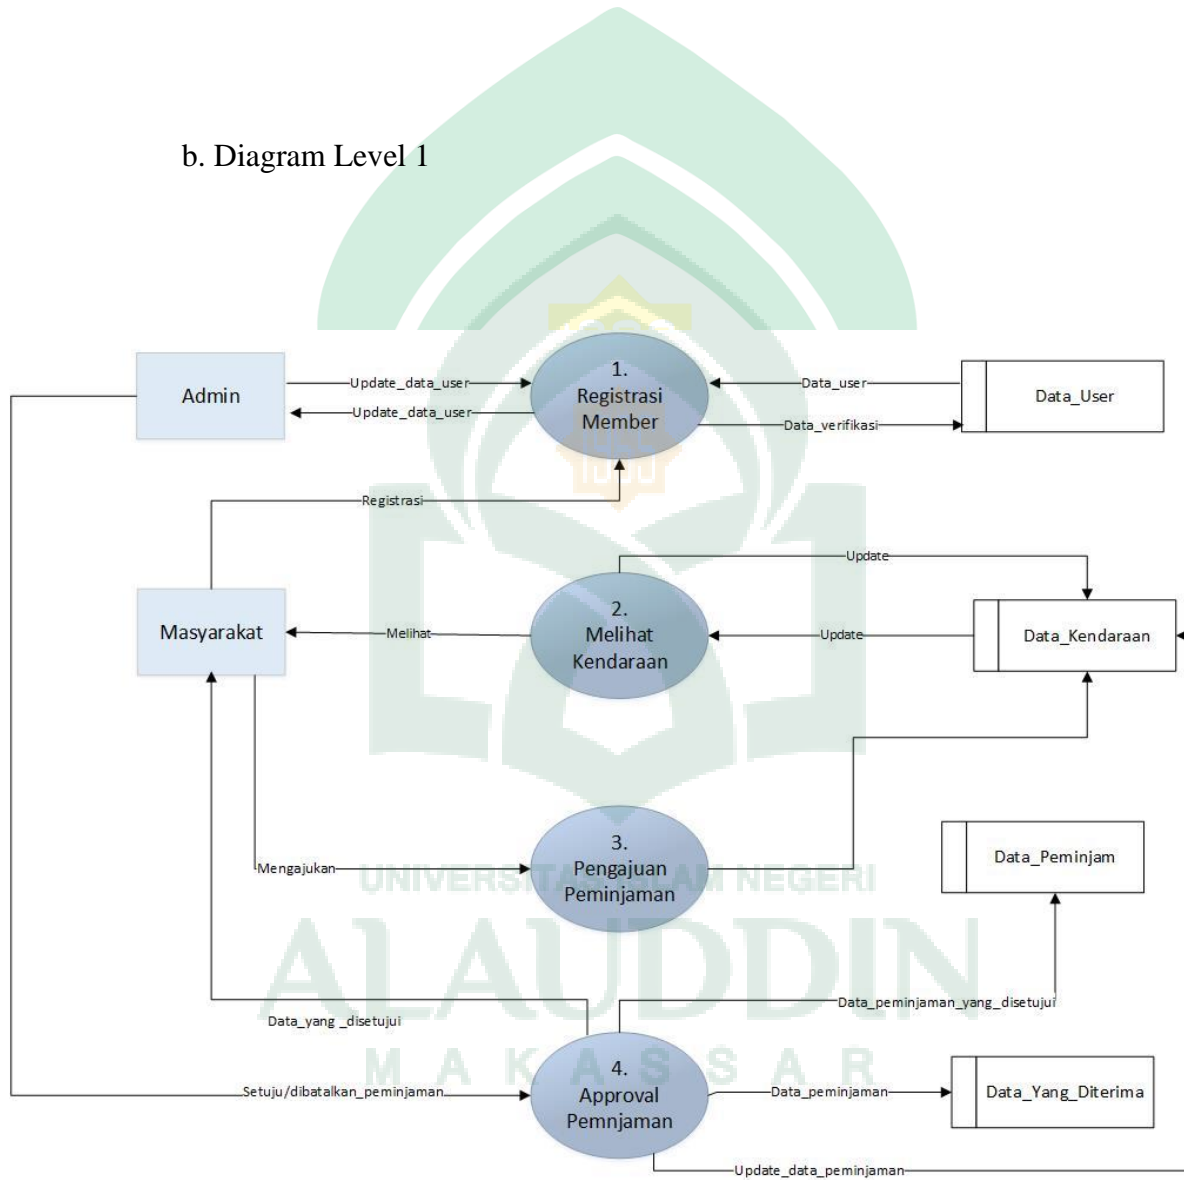 b. Diagram Level 1
Admin
Update_data_user
Update_data_user
1.
Registrasi
Member
Data_user
Data_verifikasi
Data_User
Registrasi
Masyarakat
Melihat
2.
Melihat
Kendaraan
Update
Update
Data_Kendaraan
Mengajukan
3.
Pengajuan
Peminjaman
Data_Peminjam
UNIVERSITAS ISLAM NEGERI
ALAUDDIN
MAKASSAR
Data_yang _disetujui
Data_peminjaman_yang_disetujui
Setuju/dibatalkan_peminjaman
4.
Approval
Pemnjaman
Data_peminjaman
Data_Yang_Diterima
Update_data_peminjaman